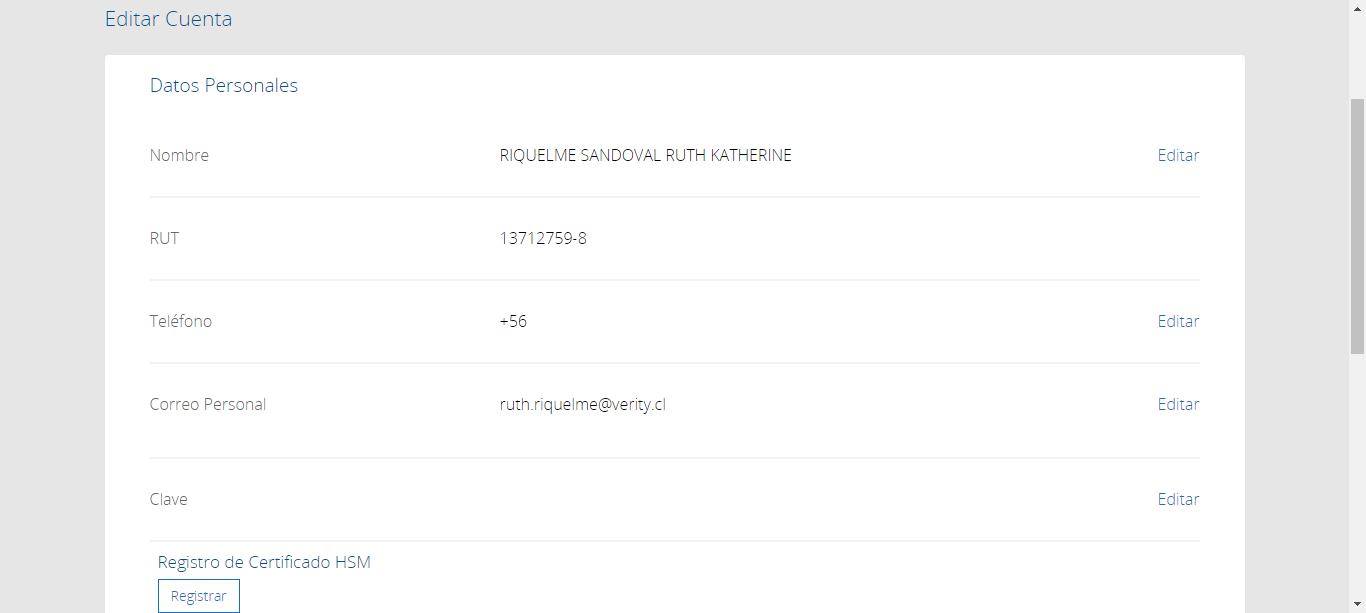 Editar Cuenta
Datos Personales
Nombre RIQUELME SANDOVAL RUTH KATHERINE Editar
RUT 13712759-8
Teléfono +56 Editar
Correo Personal ruth.riquelme@verity.cl Editar
Clave Editar
Registro de Certificado HSM
Registrar